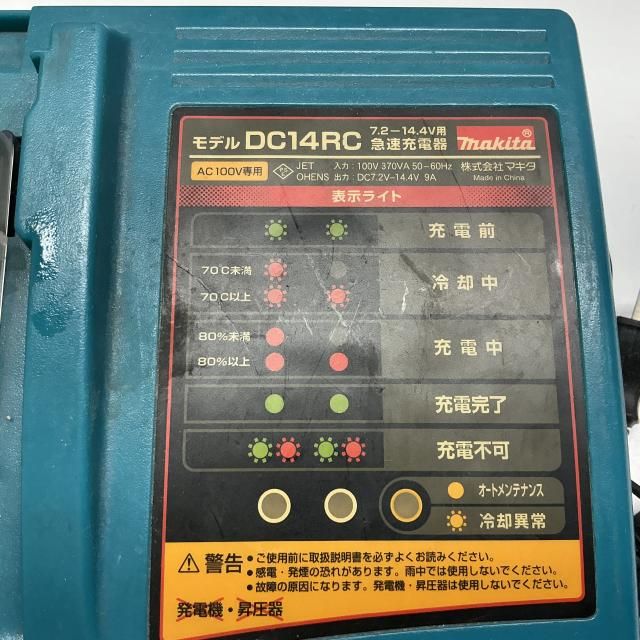 モデル DC14RC 7.2-14.4V用 急速充電器 makita®
AC100V専用 JET 入力:100V 370VA 50-60Hz 株式会社マキタ
OHENS 出力:DC7.2V-14.4V 9A Made in China
表示ライト
充電前
70℃未満
冷却中
70℃以上
80%未満
充電中
80%以上
充電完了
充電不可
オートメンテナンス
冷却異常
⚠警告 ●ご使用前に取扱説明書を必ずよくお読みください。
●感電・発煙の恐れがあります。雨中では使用しないでください。
●故障の原因になります。発電機・昇圧器は使用しないでください。
発電機・昇圧器